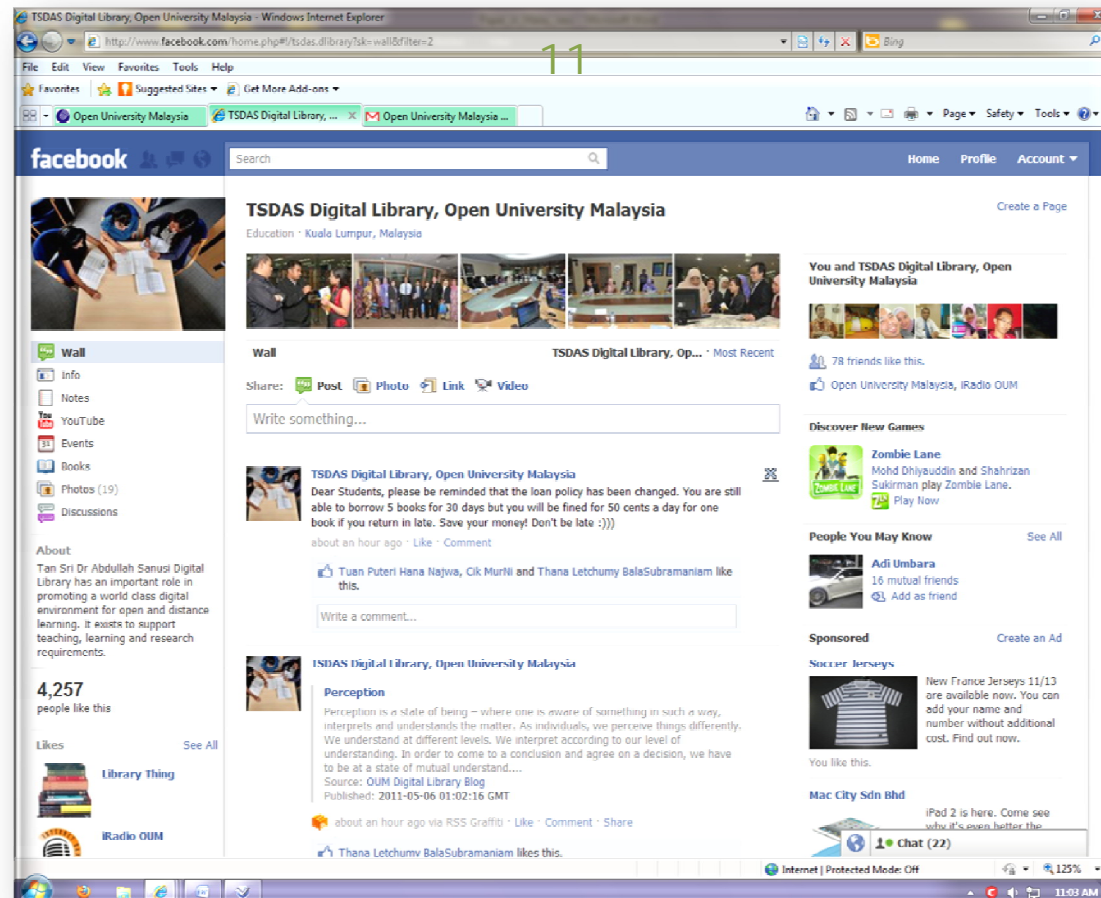 TSDAS Digital Library, Open University Malaysia - Windows Internet Explorer
http://www.facebook.com/home.php#!/tsdas.dlibrary?sk=wall&filter=2
Bing
11
File Edit View Favorites Tools Help
Favorites Suggested Sites Get More Add-ons
Open University Malaysia TSDAS Digital Library, ... x Open University Malaysia ... Page Safety Tools
facebook Search Home Profile Account
TSDAS Digital Library, Open University Malaysia
Education · Kuala Lumpur, Malaysia
Create a Page
Wall
Info
Notes
YouTube
Events
Books
Photos (19)
Discussions
About
Tan Sri Dr Abdullah Sanusi Digital
Library has an important role in
promoting a world class digital
environment for open and distance
learning. It exists to support
teaching, learning and research
requirements.
4,257
people like this
Likes See All
Library Thing
iRadio OUM
Wall TSDAS Digital Library, Op... · Most Recent
Share: Post Photo Link Video
Write something...
TSDAS Digital Library, Open University Malaysia
Dear Students, please be reminded that the loan policy has been changed. You are still
able to borrow 5 books for 30 days but you will be fined for 50 cents a day for one
book if you return in late. Save your money! Don't be late :)))
about an hour ago · Like · Comment
Tuan Puteri Hana Najwa, Cik MurNi and Thana Letchumy BalaSubramaniam like
this.
Write a comment...
TSDAS Digital Library, Open University Malaysia
Perception
Perception is a state of being – where one is aware of something in such a way,
interprets and understands the matter. As individuals, we perceive things differently.
We understand at different levels. We interpret according to our level of
understanding. In order to come to a conclusion and agree on a decision, we have
to be at a state of mutual understand....
Source: OUM Digital Library Blog
Published: 2011-05-06 01:02:16 GMT
about an hour ago via RSS Graffiti · Like · Comment · Share
Thana Letchumy BalaSubramaniam likes this.
You and TSDAS Digital Library, Open
University Malaysia
78 friends like this.
Open University Malaysia, iRadio OUM
Discover New Games
ZOMBIE LANE
Zombie Lane
Mohd Dhiyauddin and Shahrizan
Sukirman play Zombie Lane.
Play Now
People You May Know See All
Adi Umbara
16 mutual friends
Add as friend
Sponsored Create an Ad
Soccer Jerseys
New France Jerseys 11/13
are available now. You can
add your name and
number without additional
cost. Find out now.
You like this.
Mac City Sdn Bhd
iPad 2 is here. Come see
why it's even better the
Chat (22)
Internet | Protected Mode: Off 125%
11:03 AM